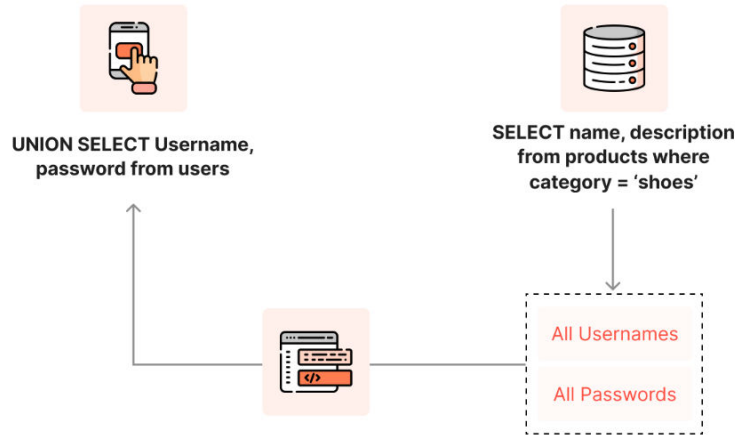 UNION SELECT Username,
password from users
SELECT name, description
from products where
category = ‘shoes’
All Usernames
All Passwords